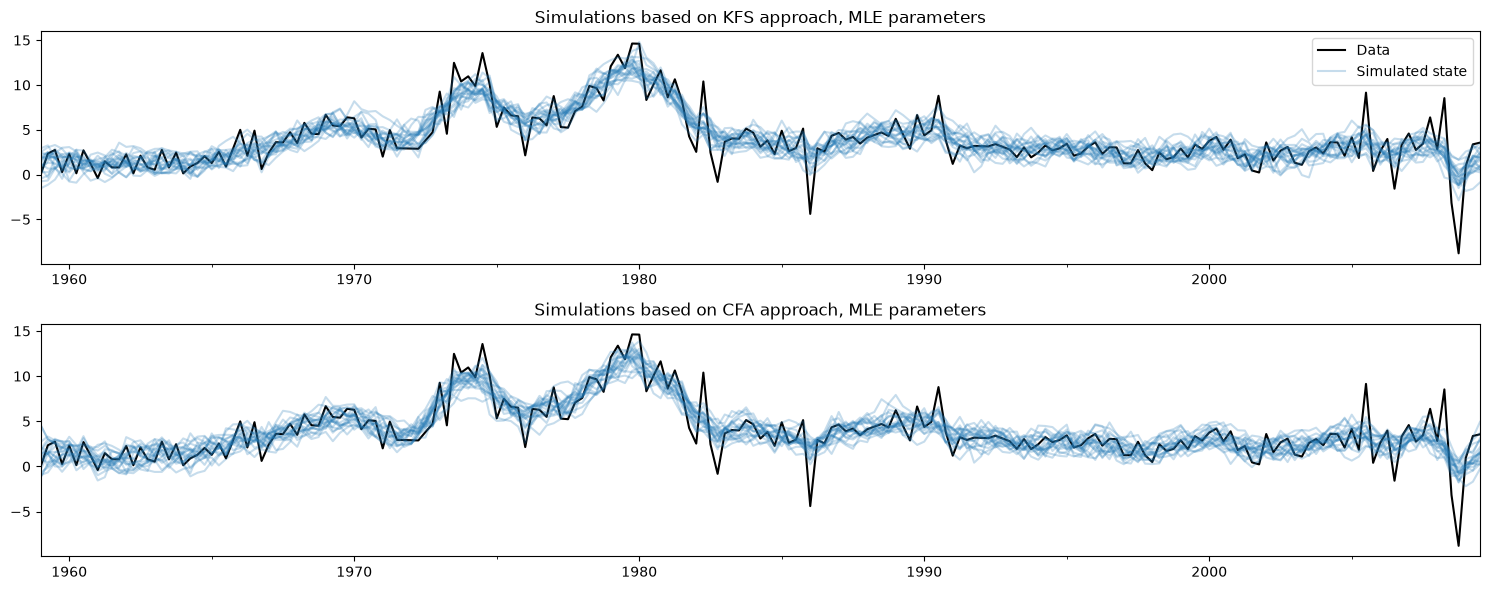 Simulations based on KFS approach, MLE parameters
15
10
5
0
−5
Data
Simulated state
1960 1970 1980 1990 2000
Simulations based on CFA approach, MLE parameters
15
10
5
0
−5
1960 1970 1980 1990 2000